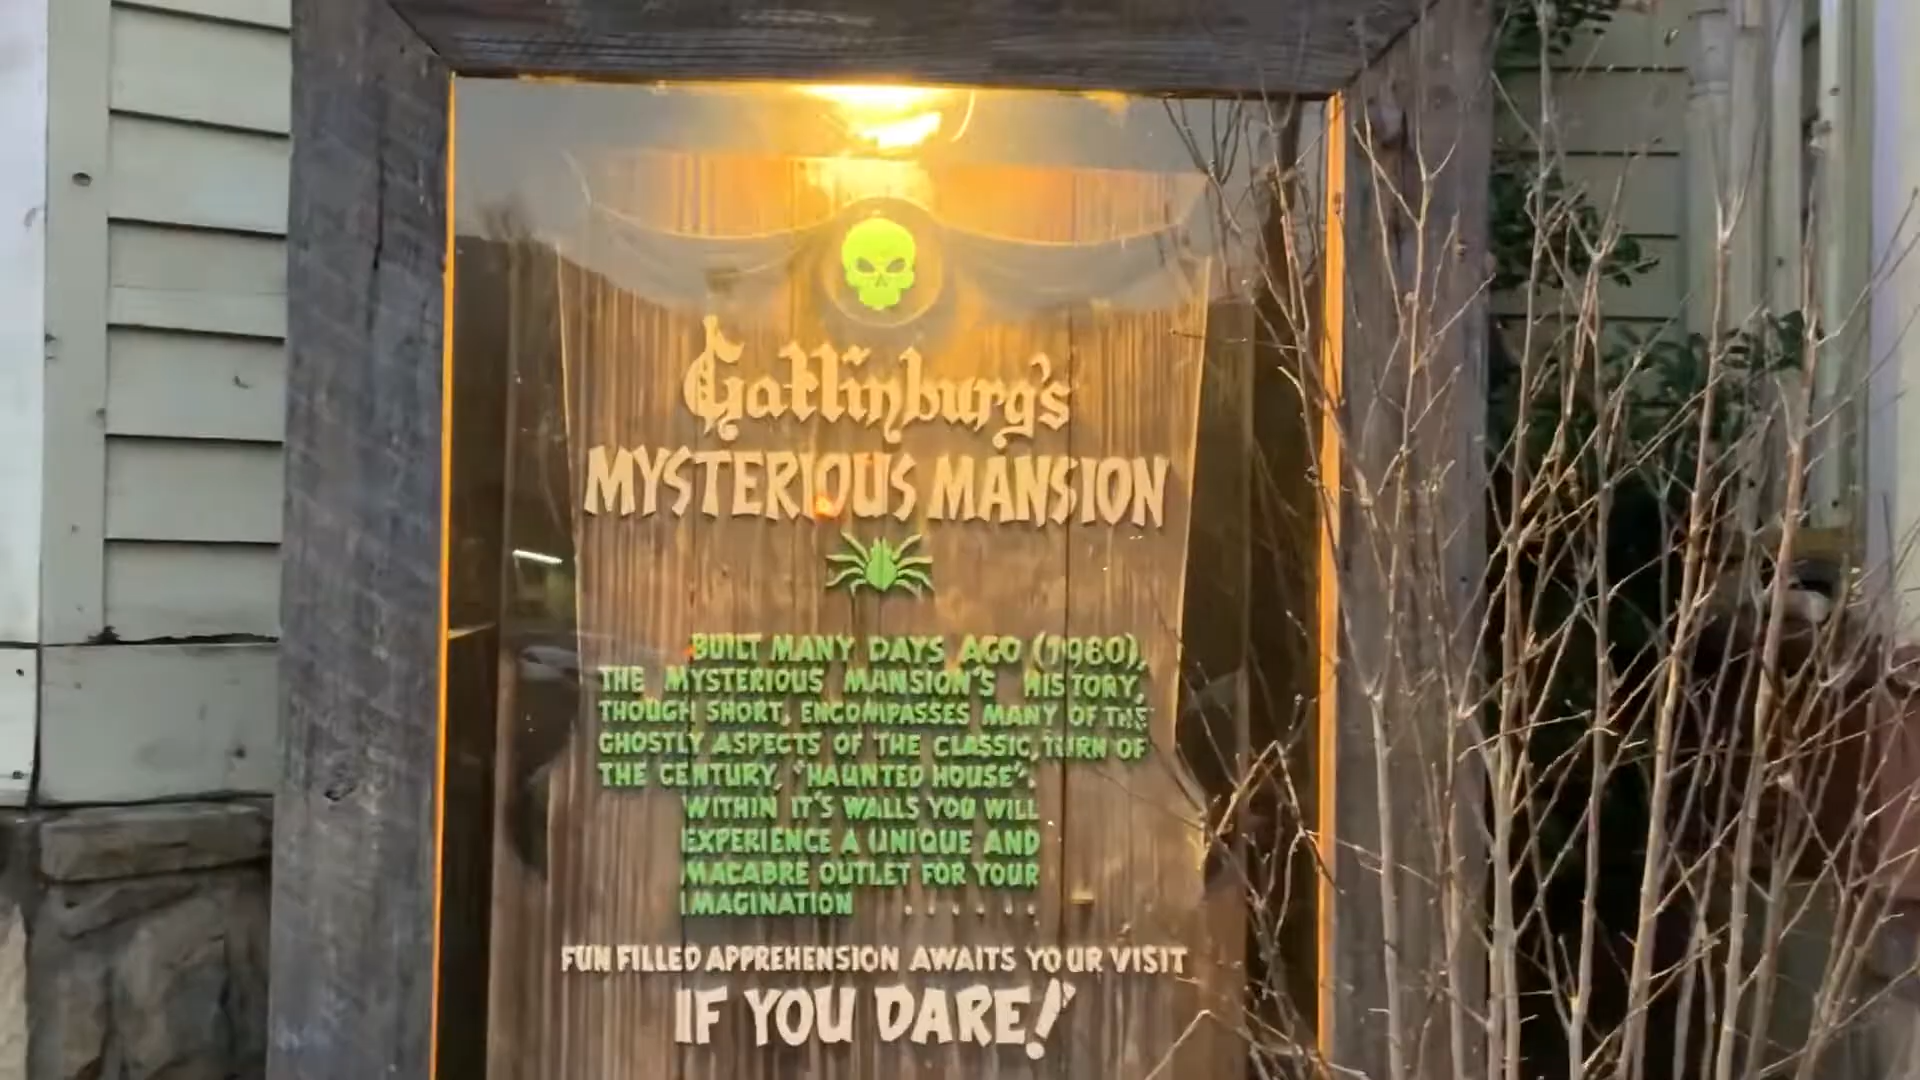 Gatlinburg's
MYSTERIOUS MANSION
BUILT MANY DAYS AGO (1980),
THE MYSTERIOUS MANSION'S HISTORY,
THOUGH SHORT, ENCOMPASSES MANY OF THE
GHOSTLY ASPECTS OF THE CLASSIC, TURN OF
THE CENTURY, "HAUNTED HOUSE".
WITHIN IT'S WALLS YOU WILL
EXPERIENCE A UNIQUE AND
MACABRE OUTLET FOR YOUR
IMAGINATION ......
FUN FILLED APPREHENSION AWAITS YOUR VISIT
IF YOU DARE!